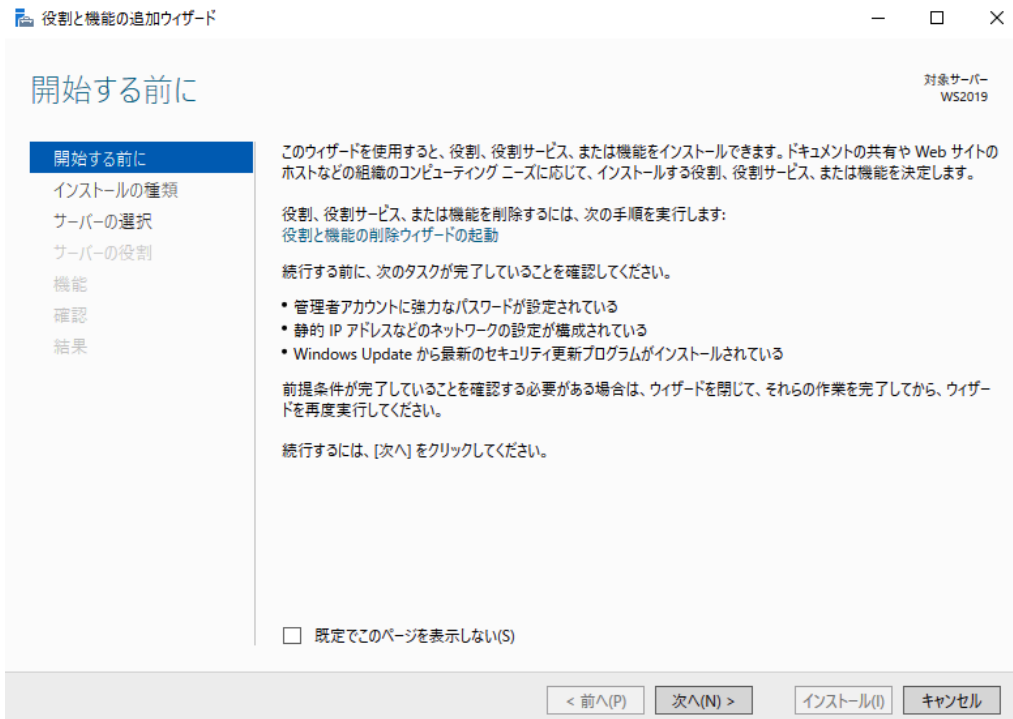 役割と機能の追加ウィザード
開始する前に
対象サーバー
WS2019
開始する前に
インストールの種類
サーバーの選択
サーバーの役割
機能
確認
結果
このウィザードを使用すると、役割、役割サービス、または機能をインストールできます。ドキュメントの共有や Web サイトの
ホストなどの組織のコンピューティング ニーズに応じて、インストールする役割、役割サービス、または機能を決定します。
役割、役割サービス、または機能を削除するには、次の手順を実行します:
役割と機能の削除ウィザードの起動
続行する前に、次のタスクが完了していることを確認してください。
• 管理者アカウントに強力なパスワードが設定されている
• 静的 IP アドレスなどのネットワークの設定が構成されている
• Windows Update から最新のセキュリティ更新プログラムがインストールされている
前提条件が完了していることを確認する必要がある場合は、ウィザードを閉じて、それらの作業を完了してから、ウィザー
ドを再度実行してください。
続行するには、[次へ] をクリックしてください。
既定でこのページを表示しない(S)
< 前へ(P)
次へ(N) >
インストール(I)
キャンセル